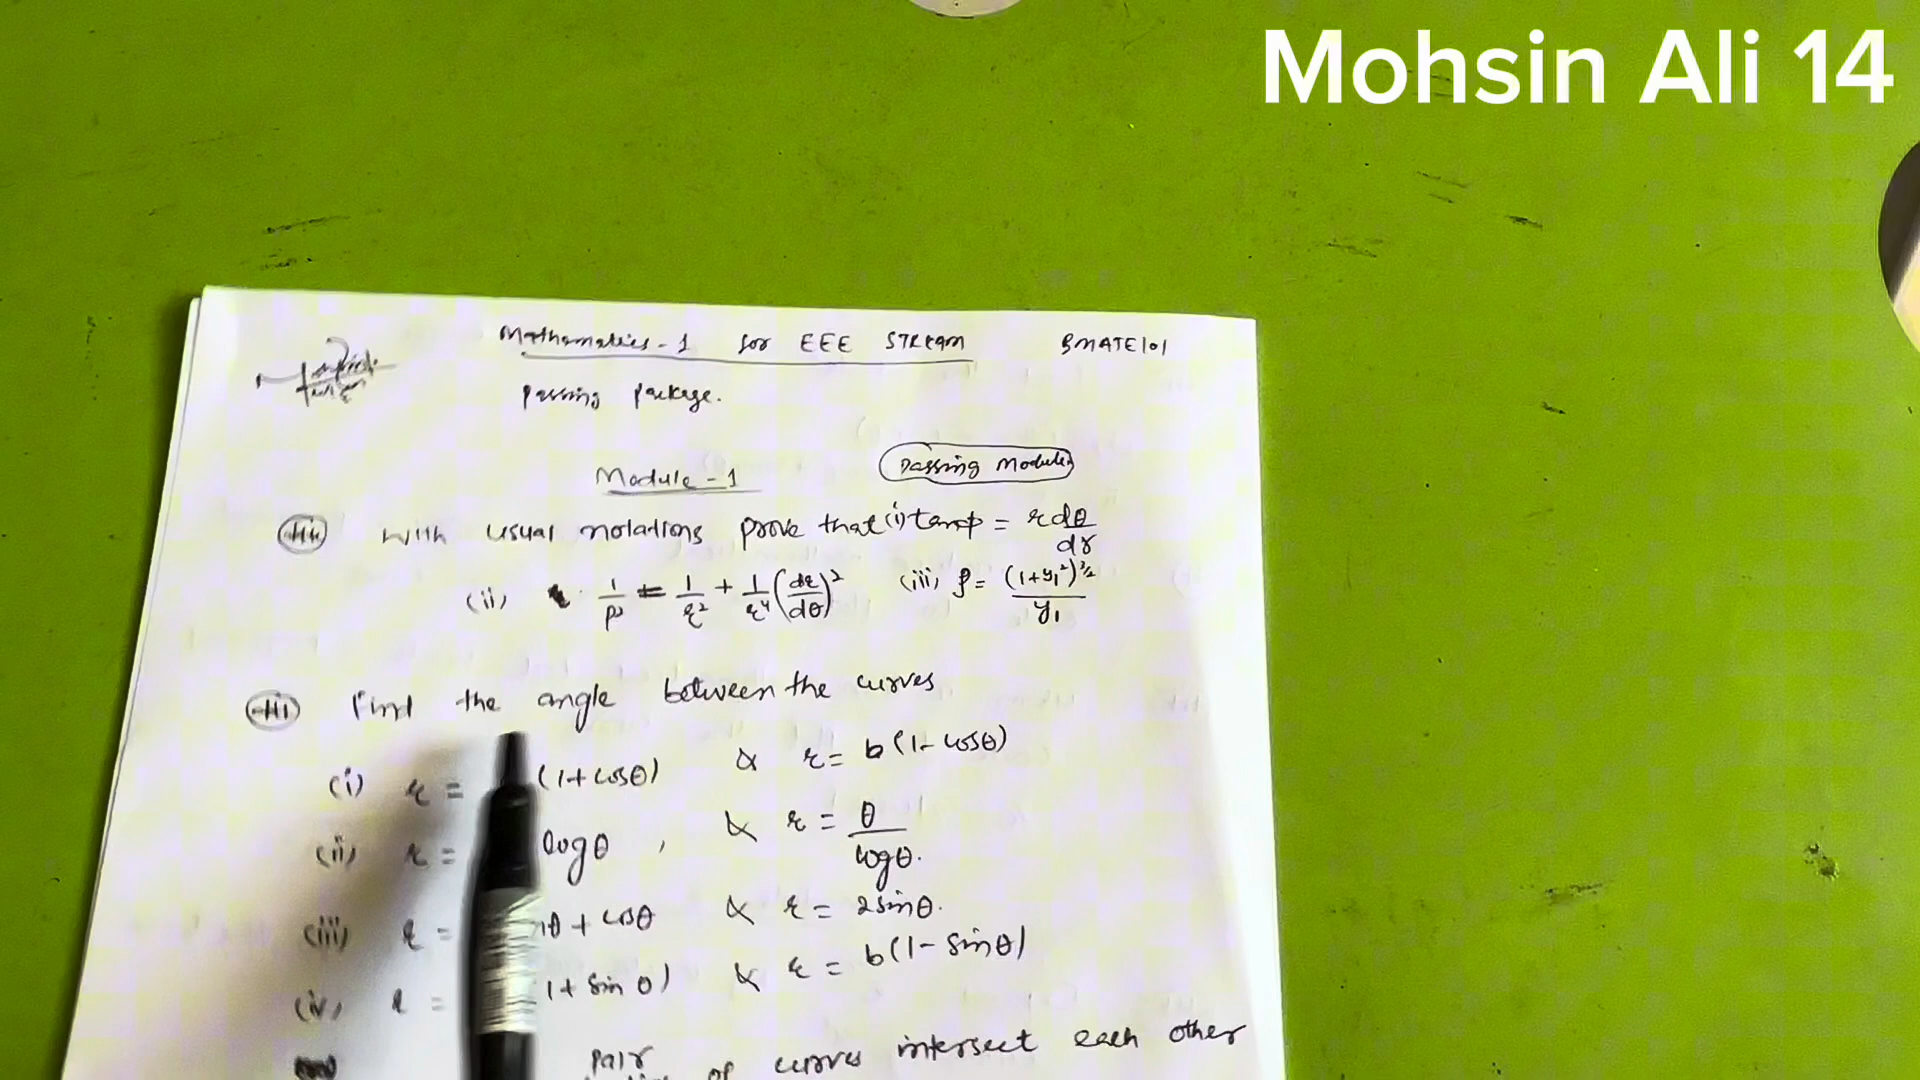 Mohsin Ali 14
Mathematics - 1 for EEE STREAM BMATE101
Passing package.
Module - 1 Passing Module
With usual notations prove that (i) tanφ = r dθ/dr
(ii) 1/p² = 1/r² + 1/r⁴ (dr/dθ)² (iii) ρ = (1+y₁²)^3/2 / y₁
Find the angle between the curves
(i) r = (1+cosθ) & r = b(1-cosθ)
(ii) r = logθ, & r = θ/logθ.
(iii) r = θ + cosθ & r = 2sinθ.
(iv) r = 1+ sin θ) & r = b(1- sinθ)
pair of curves intersect each other